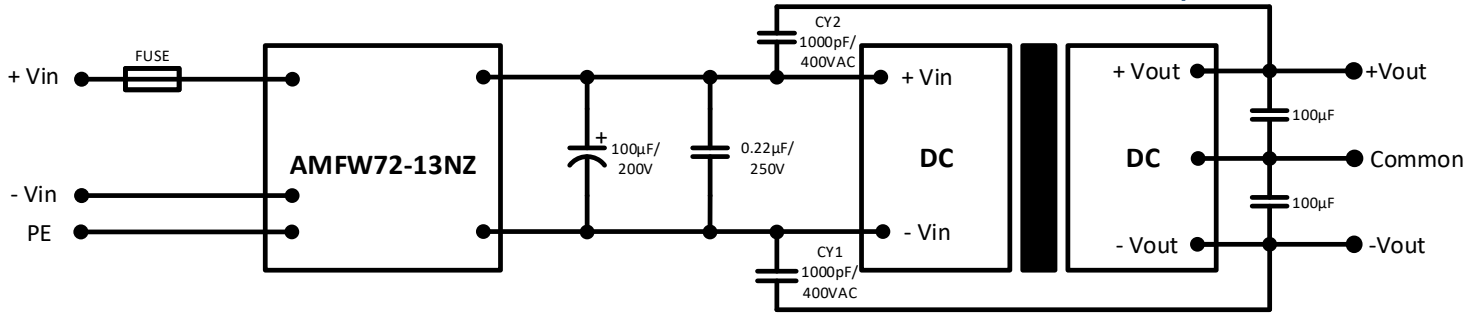 CY2
1000pF/
400VAC
FUSE
+ Vin
+ Vin
+ Vout
+Vout
100µF
AMFW72-13NZ
+
100µF/
200V
0.22µF/
250V
DC
DC
Common
- Vin
100µF
PE
- Vin
- Vout
-Vout
CY1
1000pF/
400VAC